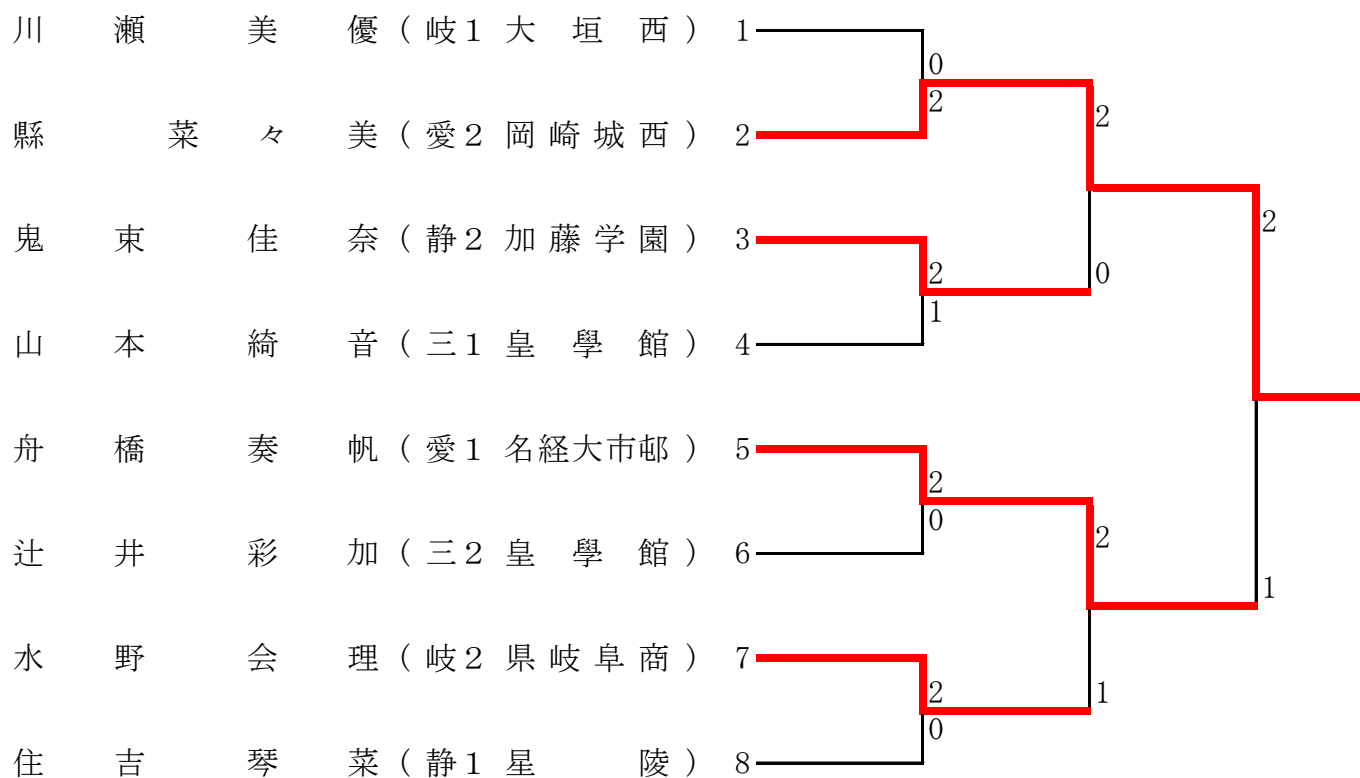 川瀬美優(岐1大垣西) 1
0
2
2
縣菜々美(愛2岡崎城西) 2
2
鬼束佳奈(静2加藤学園) 3
2
0
1
山本綺音(三1皇學館) 4
舟橋奏帆(愛1名経大市邨) 5
2
0
2
辻井彩加(三2皇學館) 6
1
水野会理(岐2県岐阜商) 7
2
1
0
住吉琴菜(静1星陵) 8